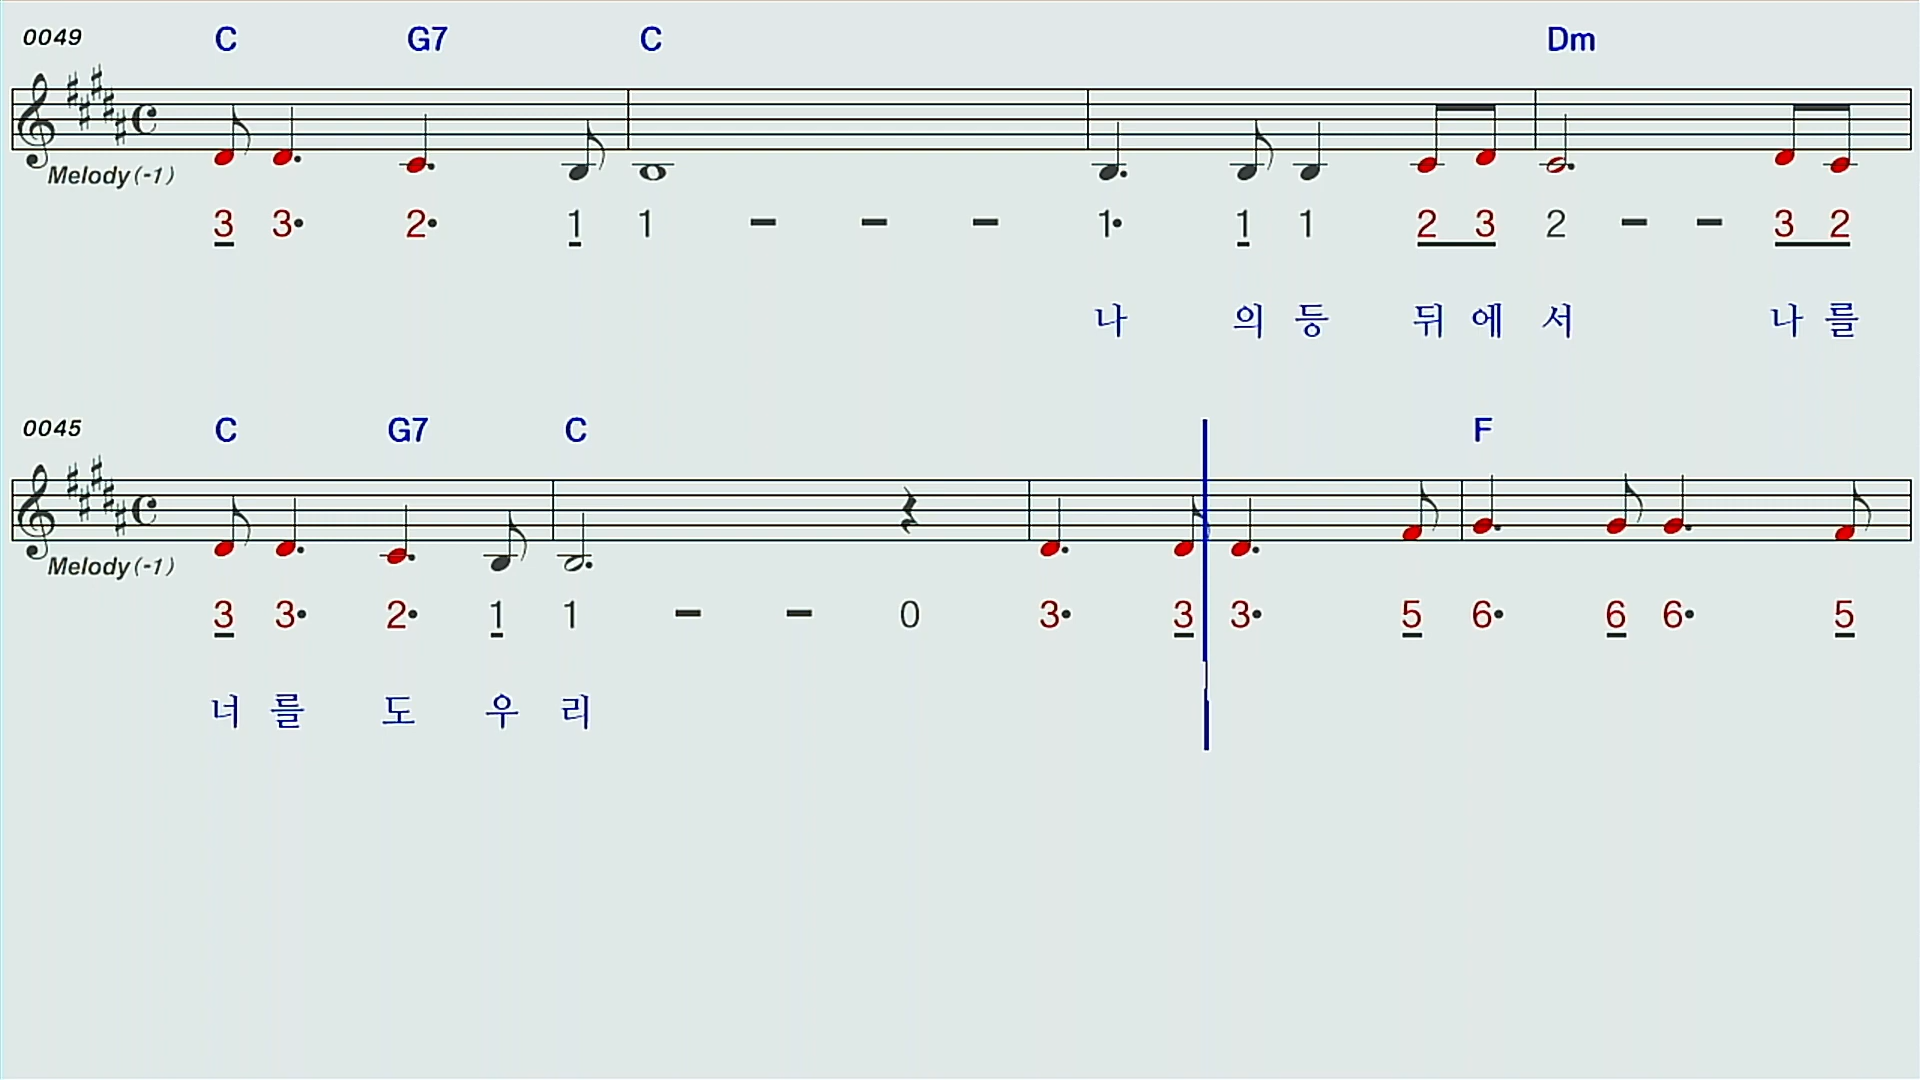 0049 C G7 C Dm
Melody(-1)
3 3• 2• 1 1 - - - 1• 1 1 2 3 2 - - 3 2
나 의 등 뒤 에 서 나 를
0045 C G7 C F
Melody(-1)
3 3• 2• 1 1 - - 0 3• 3 3• 5 6• 6 6• 5
너 를 도 우 리